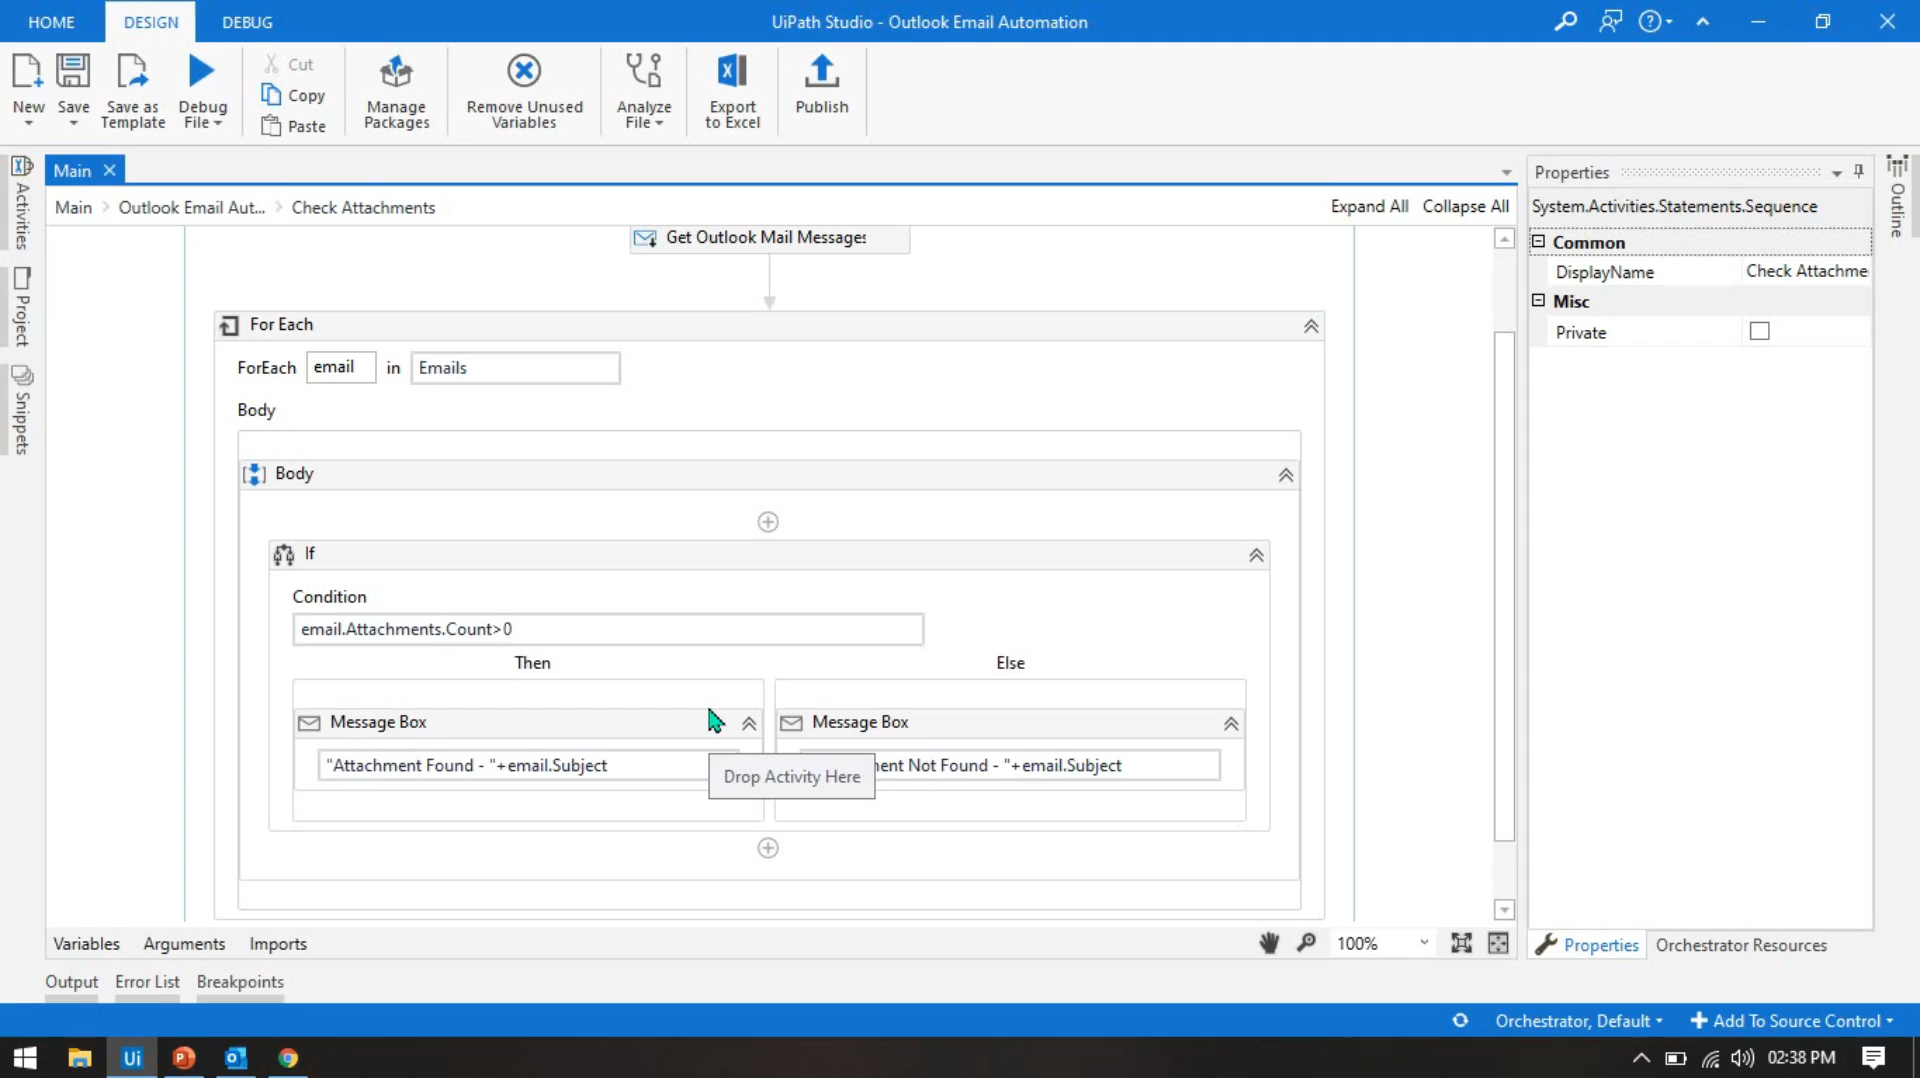 HOME DESIGN DEBUG UiPath Studio - Outlook Email Automation
New Save Save as Template Debug File Cut Copy Paste Manage Packages Remove Unused Variables Analyze File Export to Excel Publish
Activities
Project
Snippets
Main
Main Outlook Email Aut... Check Attachments Expand All Collapse All
Get Outlook Mail Messages
For Each
ForEach email in Emails
Body
Body
If
Condition
email.Attachments.Count>0
Then Else
Message Box Message Box
"Attachment Found - "+email.Subject Not Found - "+email.Subject
Drop Activity Here
Variables Arguments Imports 100%
Output Error List Breakpoints
Properties
System.Activities.Statements.Sequence
Common
DisplayName Check Attachme
Misc
Private
Properties Orchestrator Resources
Outline
Orchestrator, Default Add To Source Control
Ui 02:38 PM